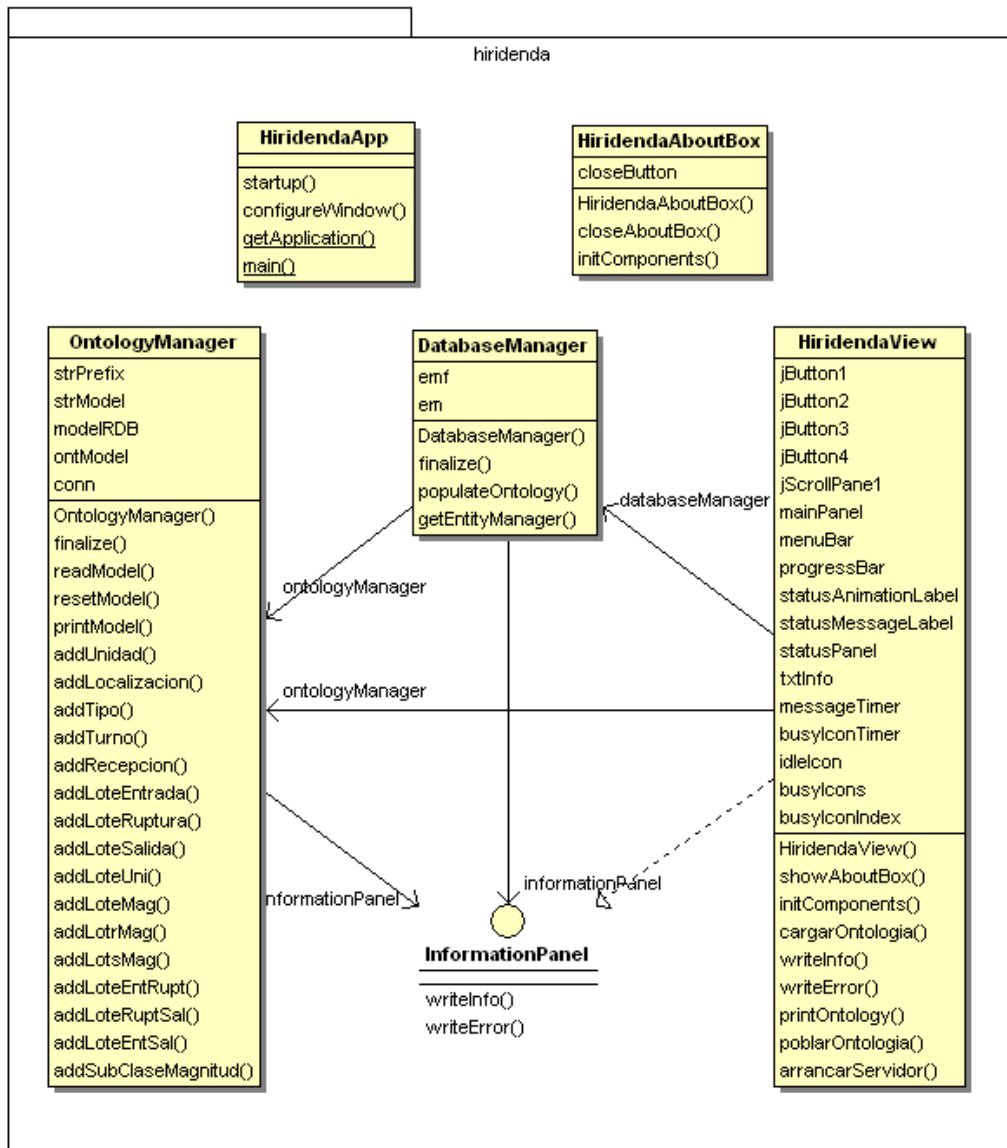 hiridenda
HiridendaApp
startup()
configureWindow()
getApplication()
main()
HiridendaAboutBox
closeButton
HiridendaAboutBox()
closeAboutBox()
initComponents()
OntologyManager
strPrefix
strModel
modelRDB
ontModel
conn
OntologyManager()
finalize()
readModel()
resetModel()
printModel()
addUnidad()
addLocalizacion()
addTipo()
addTurno()
addRecepcion()
addLoteEntrada()
addLoteRuptura()
addLoteSalida()
addLoteUni()
addLoteMag()
addLotrMag()
addLotsMag()
addLoteEntRupt()
addLoteRuptSal()
addLoteEntSal()
addSubClaseMagnitud()
DatabaseManager
emf
em
DatabaseManager()
finalize()
populateOntology()
getEntityManager()
databaseManager
ontologyManager
ontologyManager
informationPanel
informationPanel
InformationPanel
writeInfo()
writeError()
HiridendaView
jButton1
jButton2
jButton3
jButton4
jScrollPane1
mainPanel
menuBar
progressBar
statusAnimationLabel
statusMessageLabel
statusPanel
txtInfo
messageTimer
busyIconTimer
idleIcon
busyIcons
busyIconIndex
HiridendaView()
showAboutBox()
initComponents()
cargarOntologia()
writeInfo()
writeError()
printOntology()
poblarOntologia()
arrancarServidor()